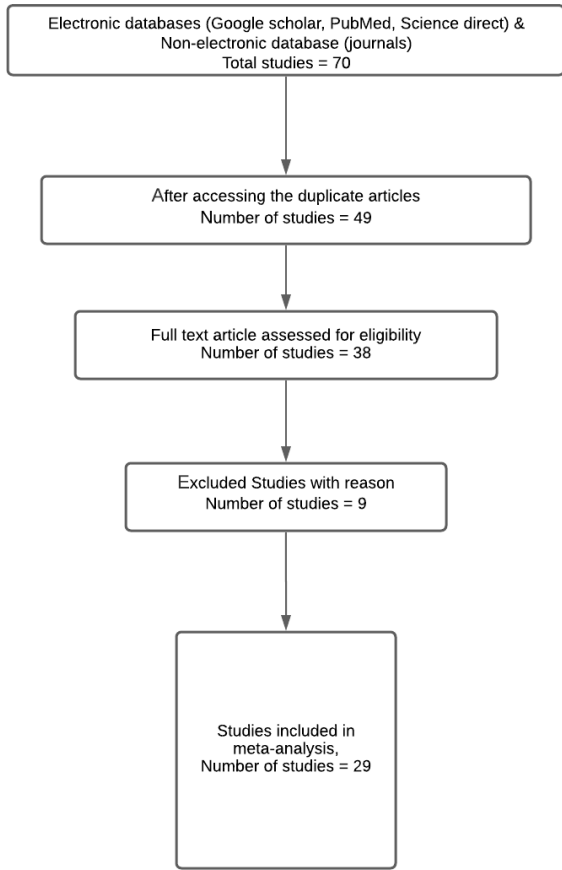 Electronic databases (Google scholar, PubMed, Science direct) &
Non-electronic database (journals)
Total studies = 70
After accessing the duplicate articles
Number of studies = 49
Full text article assessed for eligibility
Number of studies = 38
Excluded Studies with reason
Number of studies = 9
Studies included in
meta-analysis,
Number of studies = 29